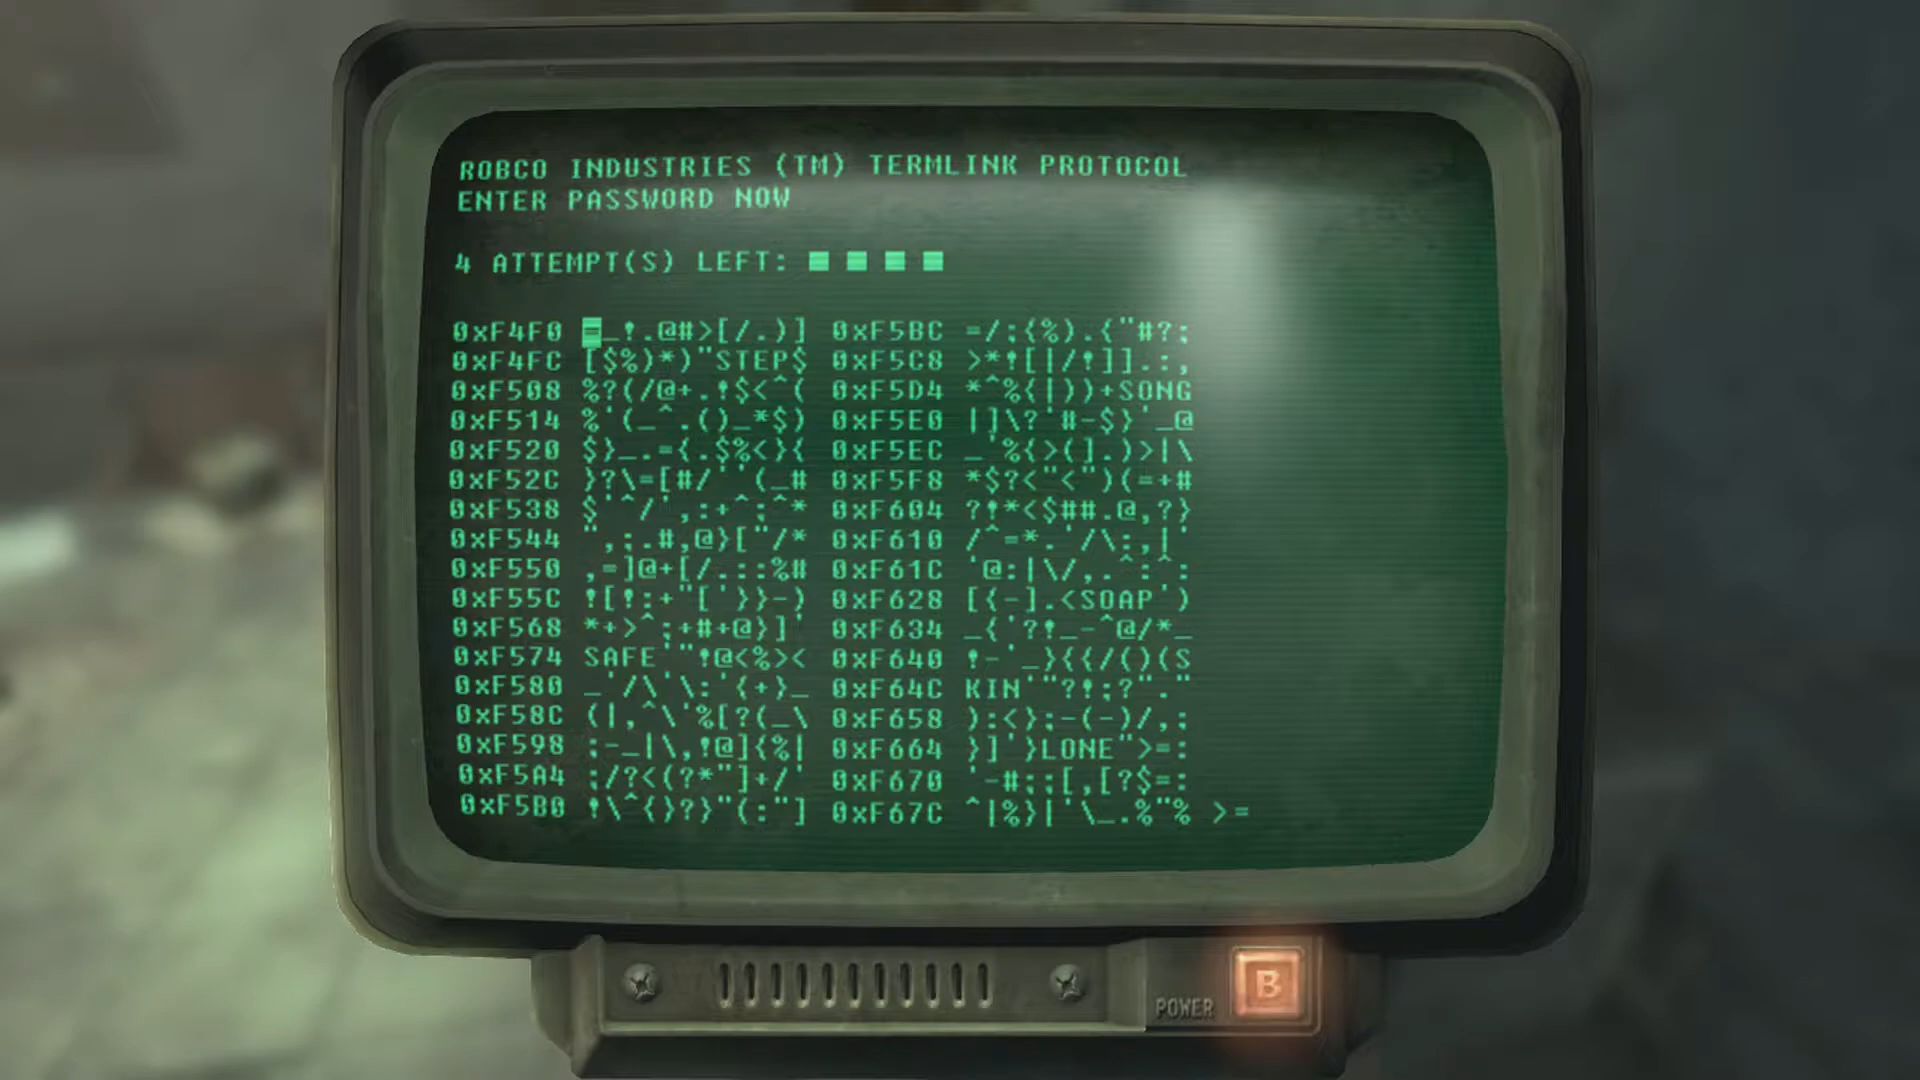 ROBCO INDUSTRIES (TM) TERMLINK PROTOCOL
ENTER PASSWORD NOW
4 ATTEMPT(S) LEFT: ■ ■ ■ ■
0xF4F0 =_!.@#>[/.)] 0xF5BC =/;{%).{"#?;
0xF4FC [$%)*)"STEP$ 0xF5C8 >*![|/!]].:,
0xF508 %?(/@+.!$<^( 0xF5D4 *^%{|))+SONG
0xF514 %'(_^.()_*$) 0xF5E0 |]\?'#-$}'_@
0xF520 $}_.={.$%<}{ 0xF5EC _'%{>(].)>|\
0xF52C }?\=[#/''(_# 0xF5F8 *$?<"<")(=+#
0xF538 $'^/',:+^;^* 0xF604 ?!*<$##.@,?}
0xF544 ",;.#,@}["/* 0xF610 /^=*.'/\:,|'
0xF550 ,=]@+[/.::%# 0xF61C '@:|\/,.^:^:
0xF55C ![!:+"['}}-) 0xF628 [{-].<SOAP')
0xF568 *+>^;+#+@}]' 0xF634 _{'?!_-^@/*_
0xF574 SAFE'"!@<%>< 0xF640 !-'_}{{/()(S
0xF580 _'/\'\:'{+}_ 0xF64C KIN'"?!;?"."
0xF58C (|,^\'%[?(_\ 0xF658 ):<};-(-)/,:
0xF598 ;-_|\,!@]{%| 0xF664 }]'}LONE">=:
0xF5A4 ;/?<(?*"]+/' 0xF670 '-#;;[,[?$=:
0xF5B0 !\^{}?}"(:"] 0xF67C ^|%}|'\_.%"% >=
POWER
B